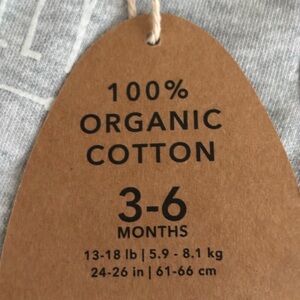 100%
ORGANIC
COTTON
3-6
MONTHS
13-18 lb | 5.9 - 8.1 kg
24-26 in | 61-66 cm